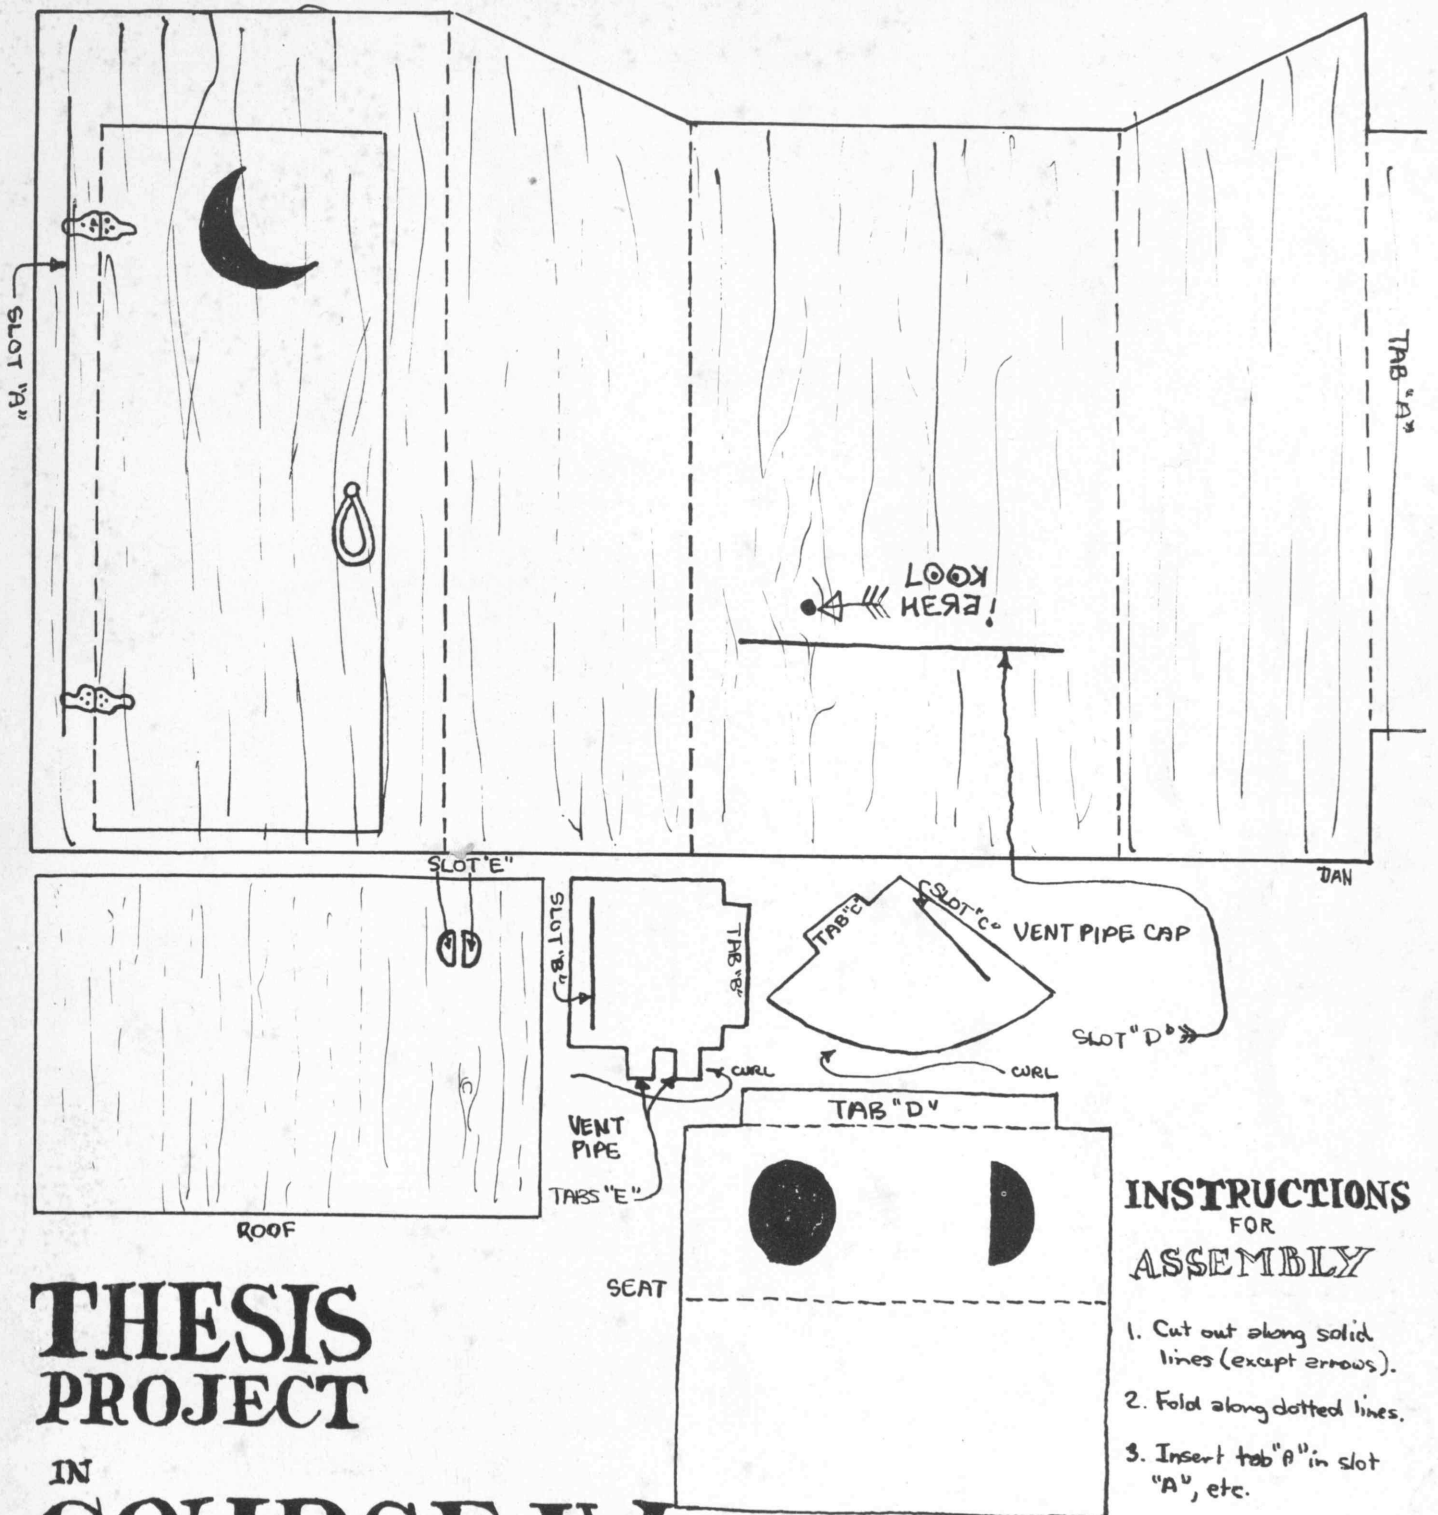 SLOT "A"
TAB "A"
LOOK
HERE!
DAN
SLOT "E"
SLOT "B"
TAB "B"
TAB "C"
SLOT "C"
VENT PIPE CAP
SLOT "D"
CURL
CURL
VENT
PIPE
TABS "E"
TAB "D"
ROOF
SEAT
INSTRUCTIONS
FOR
ASSEMBLY
1. Cut out along solid
lines (except arrows).
2. Fold along dotted lines.
3. Insert tab "A" in slot
"A", etc.
THESIS
PROJECT
IN
COURSE IV